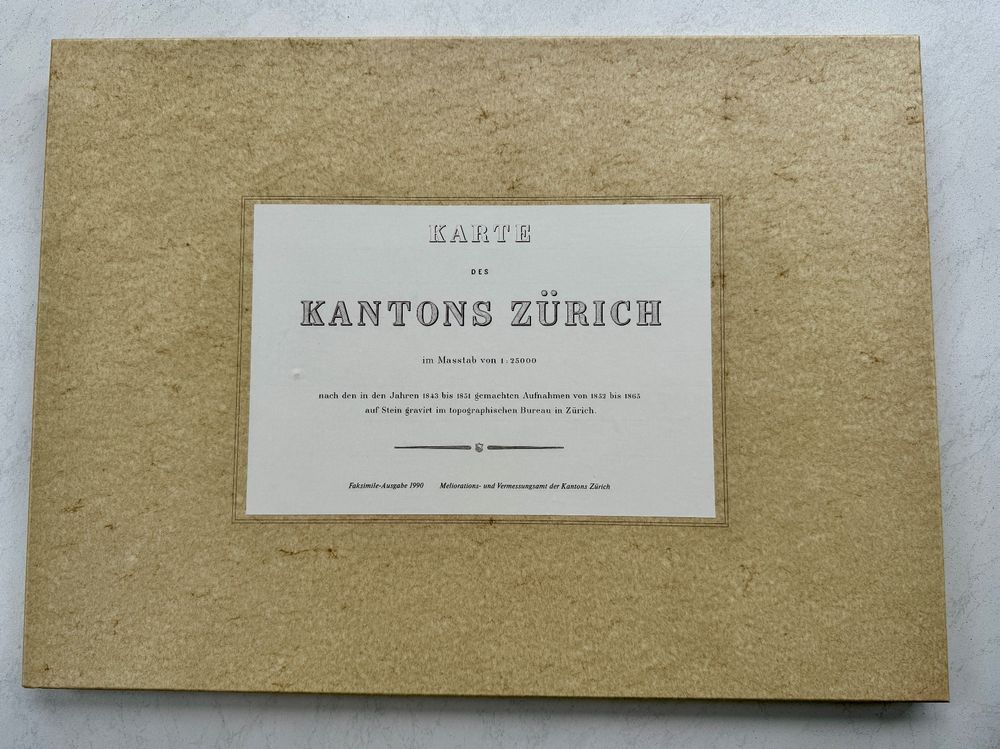 KARTE
DES
KANTONS ZÜRICH
im Masstab von 1:25000
nach den in den Jahren 1843 bis 1851 gemachten Aufnahmen von 1852 bis 1865
auf Stein gravirt im topographischen Bureau in Zürich.
Faksimile-Ausgabe 1990 Meliorations- und Vermessungsamt der Kantons Zürich